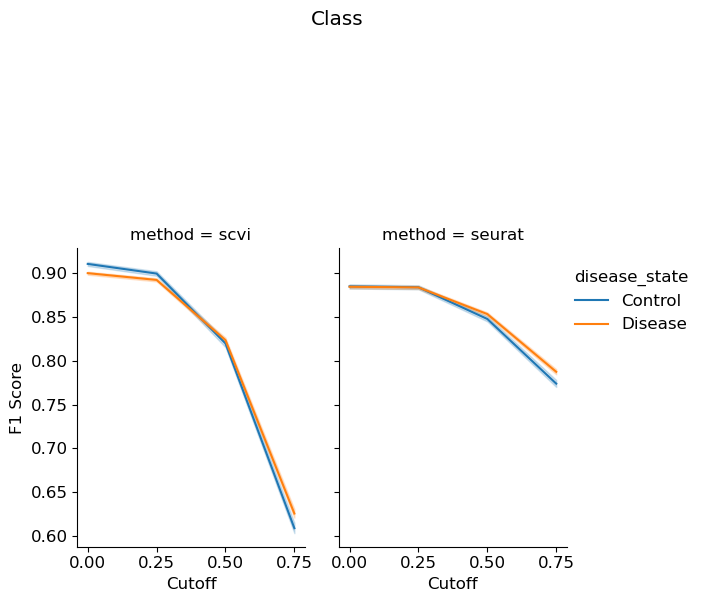 Class
method = scvi
method = seurat
F1 Score
0.90
0.85
0.80
0.75
0.70
0.65
0.60
0.00 0.25 0.50 0.75
Cutoff
0.00 0.25 0.50 0.75
Cutoff
disease_state
Control
Disease